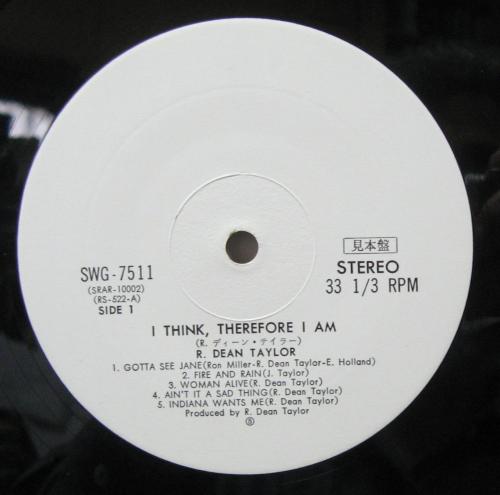 見本盤
SWG-7511
(SRAR-10002)
(RS-522-A)
SIDE 1
STEREO
33 1/3 RPM
I THINK, THEREFORE I AM
(R. ディーン・テイラー)
R. DEAN TAYLOR
1. GOTTA SEE JANE(Ron Miller-R. Dean Taylor-E. Holland)
2. FIRE AND RAIN(J. Taylor)
3. WOMAN ALIVE(R. Dean Taylor)
4. AIN'T IT A SAD THING(R. Dean Taylor)
5. INDIANA WANTS ME(R. Dean Taylor)
Produced by R. Dean Taylor
Ⓢ